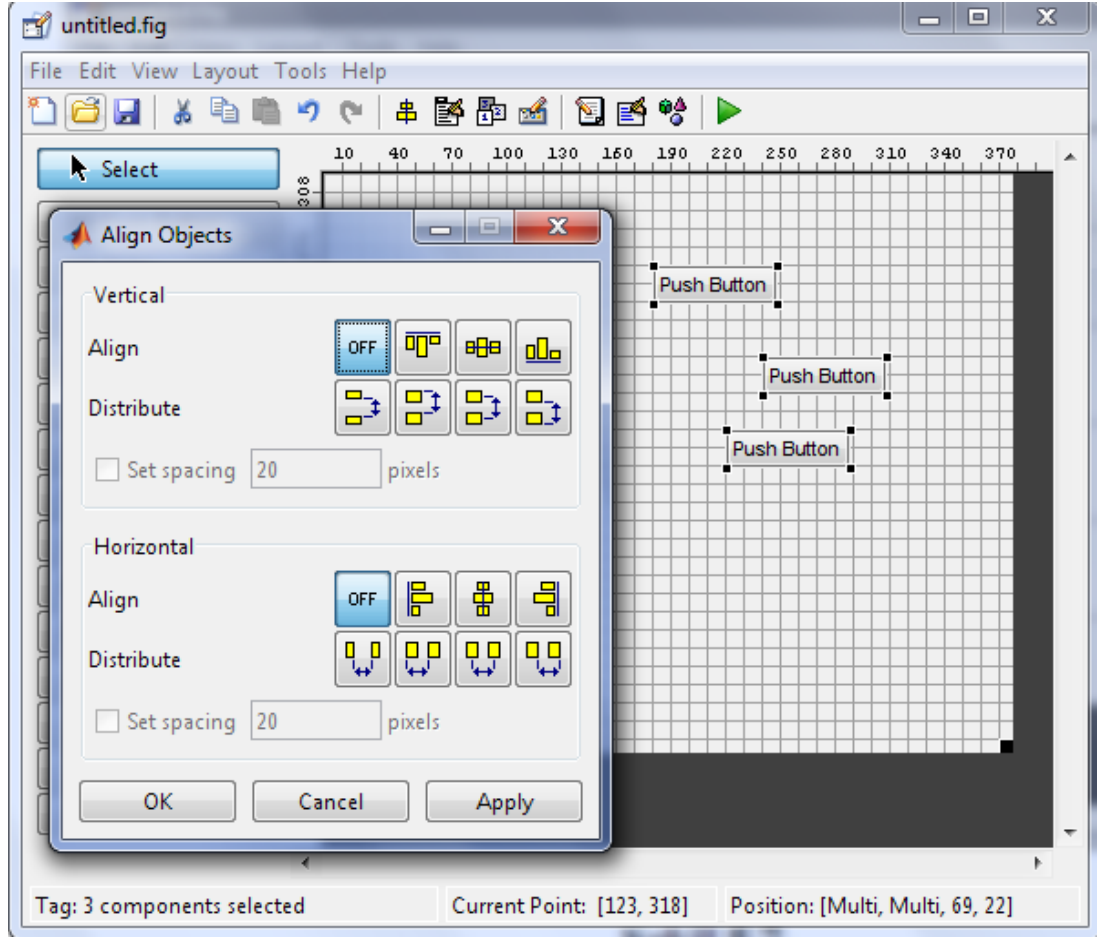 untitled.fig
File Edit View Layout Tools Help
Select
10 40 70 100 130 160 190 220 250 280 310 340 370
308
Align Objects
Vertical
Align OFF
Distribute
Set spacing 20 pixels
Horizontal
Align OFF
Distribute
Set spacing 20 pixels
OK Cancel Apply
Push Button
Push Button
Push Button
Tag: 3 components selected Current Point: [123, 318] Position: [Multi, Multi, 69, 22]